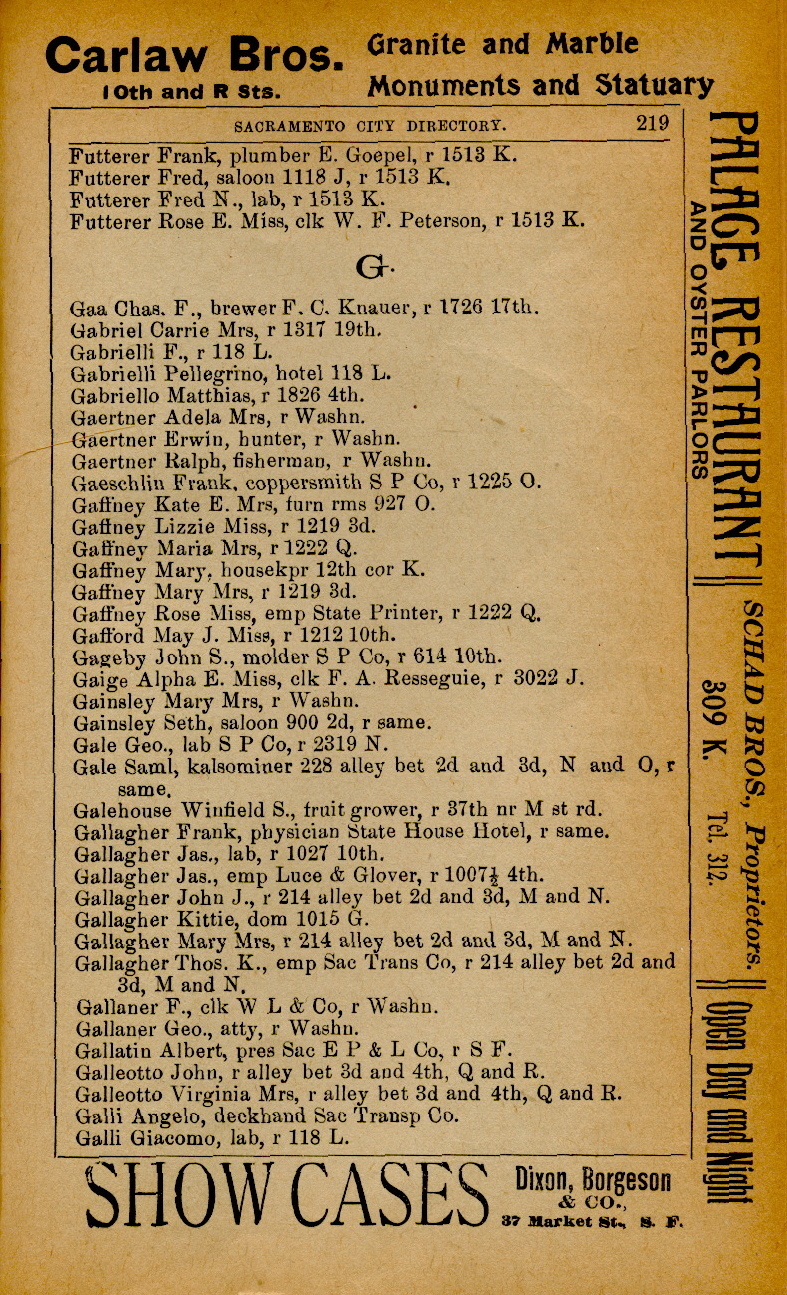 Carlaw Bros. Granite and Marble
10th and R Sts. Monuments and Statuary
SACRAMENTO CITY DIRECTORY. 219
Futterer Frank, plumber E. Goepel, r 1513 K.
Futterer Fred, saloon 1118 J, r 1513 K.
Futterer Fred N., lab, r 1513 K.
Futterer Rose E. Miss, clk W. F. Peterson, r 1513 K.
G.
Gaa Chas. F., brewer F. C. Knauer, r 1726 17th.
Gabriel Carrie Mrs, r 1317 19th.
Gabrielli F., r 118 L.
Gabrielli Pellegrino, hotel 118 L.
Gabriello Matthias, r 1826 4th.
Gaertner Adela Mrs, r Washn.
Gaertner Erwin, hunter, r Washn.
Gaertner Ralph, fisherman, r Washn.
Gaeschlin Frank, coppersmith S P Co, r 1225 O.
Gaffney Kate E. Mrs, furn rms 927 O.
Gaffney Lizzie Miss, r 1219 3d.
Gaffney Maria Mrs, r 1222 Q.
Gaffney Mary, housekpr 12th cor K.
Gaffney Mary Mrs, r 1219 3d.
Gaffney Rose Miss, emp State Printer, r 1222 Q.
Gafford May J. Miss, r 1212 10th.
Gageby John S., molder S P Co, r 614 10th.
Gaige Alpha E. Miss, clk F. A. Resseguie, r 3022 J.
Gainsley Mary Mrs, r Washn.
Gainsley Seth, saloon 900 2d, r same.
Gale Geo., lab S P Co, r 2319 N.
Gale Saml, kalsominer 228 alley bet 2d and 3d, N and O, r
same.
Galehouse Winfield S., fruit grower, r 37th nr M st rd.
Gallagher Frank, physician State House Hotel, r same.
Gallagher Jas., lab, r 1027 10th.
Gallagher Jas., emp Luce & Glover, r 1007½ 4th.
Gallagher John J., r 214 alley bet 2d and 3d, M and N.
Gallagher Kittie, dom 1015 G.
Gallagher Mary Mrs, r 214 alley bet 2d and 3d, M and N.
Gallagher Thos. K., emp Sac Trans Co, r 214 alley bet 2d and
3d, M and N.
Gallaner F., clk W L & Co, r Washn.
Gallaner Geo., atty, r Washn.
Gallatin Albert, pres Sac E P & L Co, r S F.
Galleotto John, r alley bet 3d and 4th, Q and R.
Galleotto Virginia Mrs, r alley bet 3d and 4th, Q and R.
Galli Angelo, deckhand Sac Transp Co.
Galli Giacomo, lab, r 118 L.
PALACE RESTAURANT
AND OYSTER PARLORS
SCHAD BROS., Proprietors.
309 K. Tel. 312.
Open Day and Night
SHOW CASES Dixon, Borgeson
& CO.,
37 Market St., S. F.